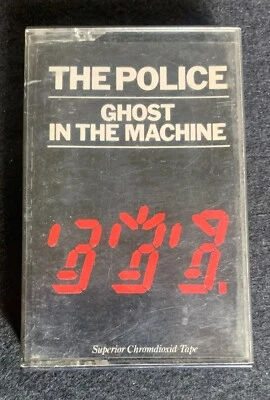 THE POLICE
GHOST
IN THE MACHINE
Superior Chromdioxid Tape